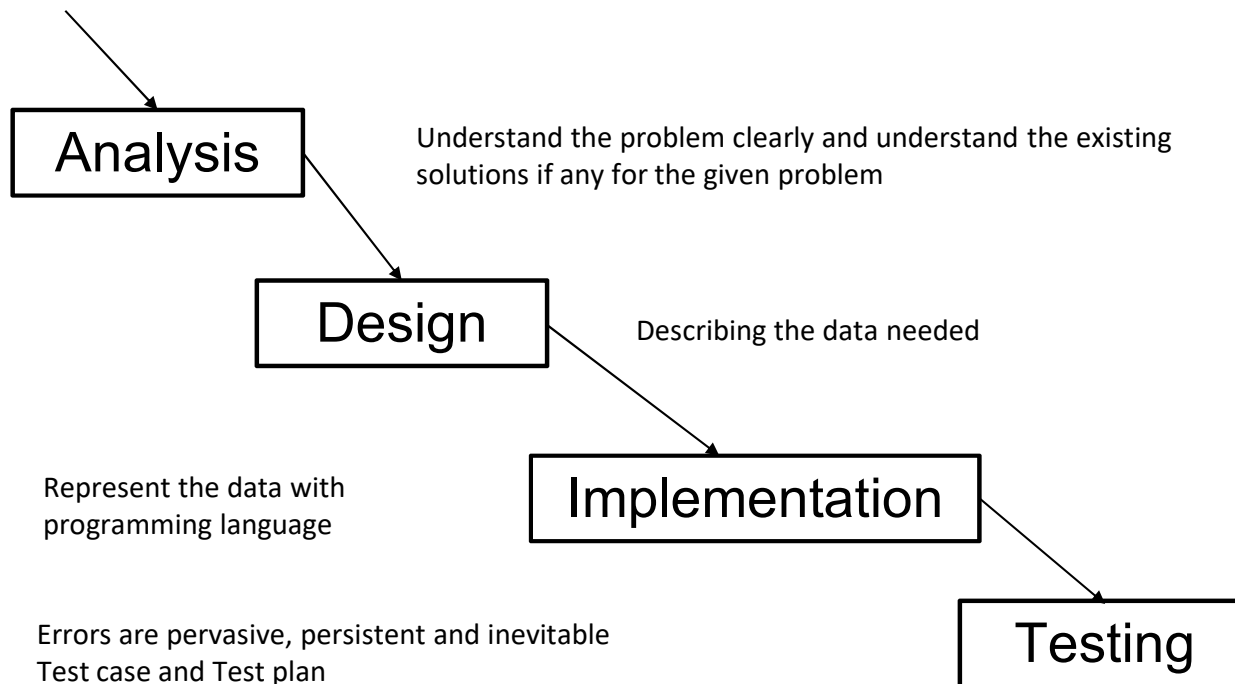 Analysis
Understand the problem clearly and understand the existing
solutions if any for the given problem
Design
Describing the data needed
Implementation
Represent the data with
programming language
Testing
Errors are pervasive, persistent and inevitable
Test case and Test plan